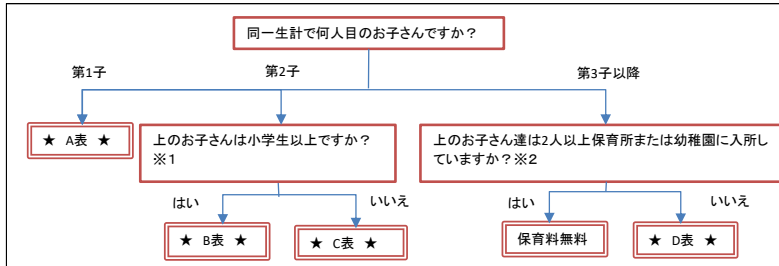 同一生計で何人目のお子さんですか？
第1子
第2子
第3子以降
★ A表 ★
上のお子さんは小学生以上ですか？
※1
上のお子さん達は2人以上保育所または幼稚園に入所し
ていますか？※2
はい
いいえ
はい
いいえ
★ B表 ★
★ C表 ★
保育料無料
★ D表 ★